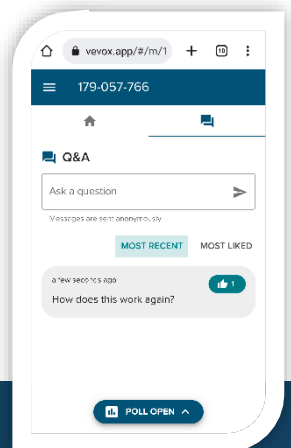 vevox.app/#/m/1
10
179-057-766
Q&A
Ask a question
Messages are sent anonymously
MOST RECENT MOST LIKED
a few seconds ago
1
How does this work again?
POLL OPEN